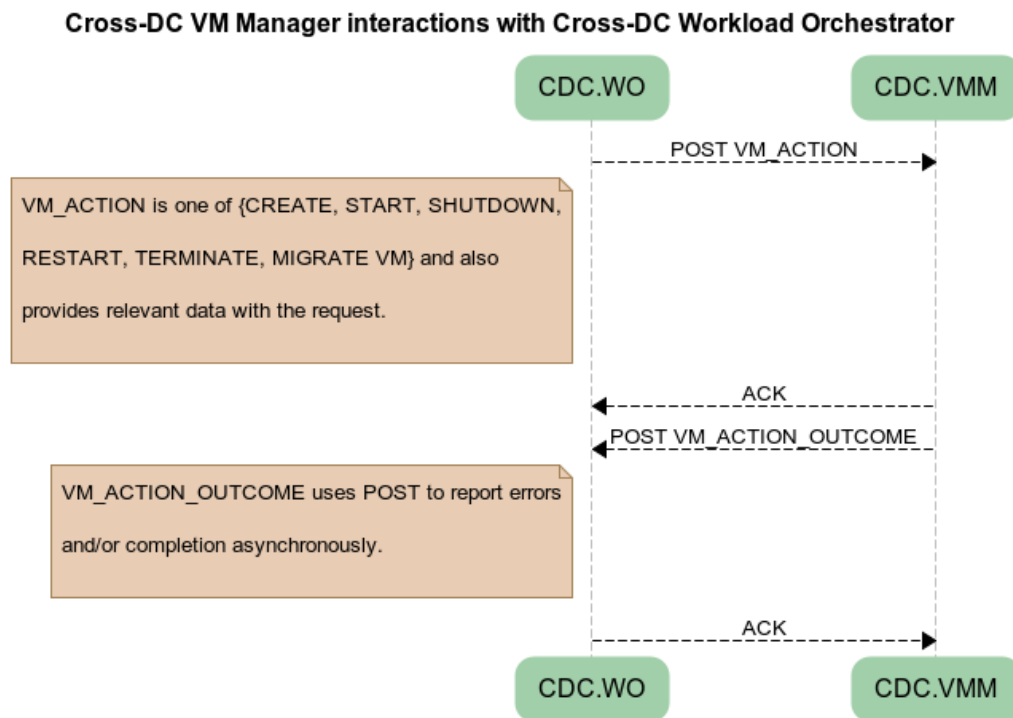 Cross-DC VM Manager interactions with Cross-DC Workload Orchestrator
CDC.WO
CDC.VMM
POST VM_ACTION
VM_ACTION is one of {CREATE, START, SHUTDOWN,
RESTART, TERMINATE, MIGRATE VM} and also
provides relevant data with the request.
ACK
POST VM_ACTION_OUTCOME
VM_ACTION_OUTCOME uses POST to report errors
and/or completion asynchronously.
ACK
CDC.WO
CDC.VMM